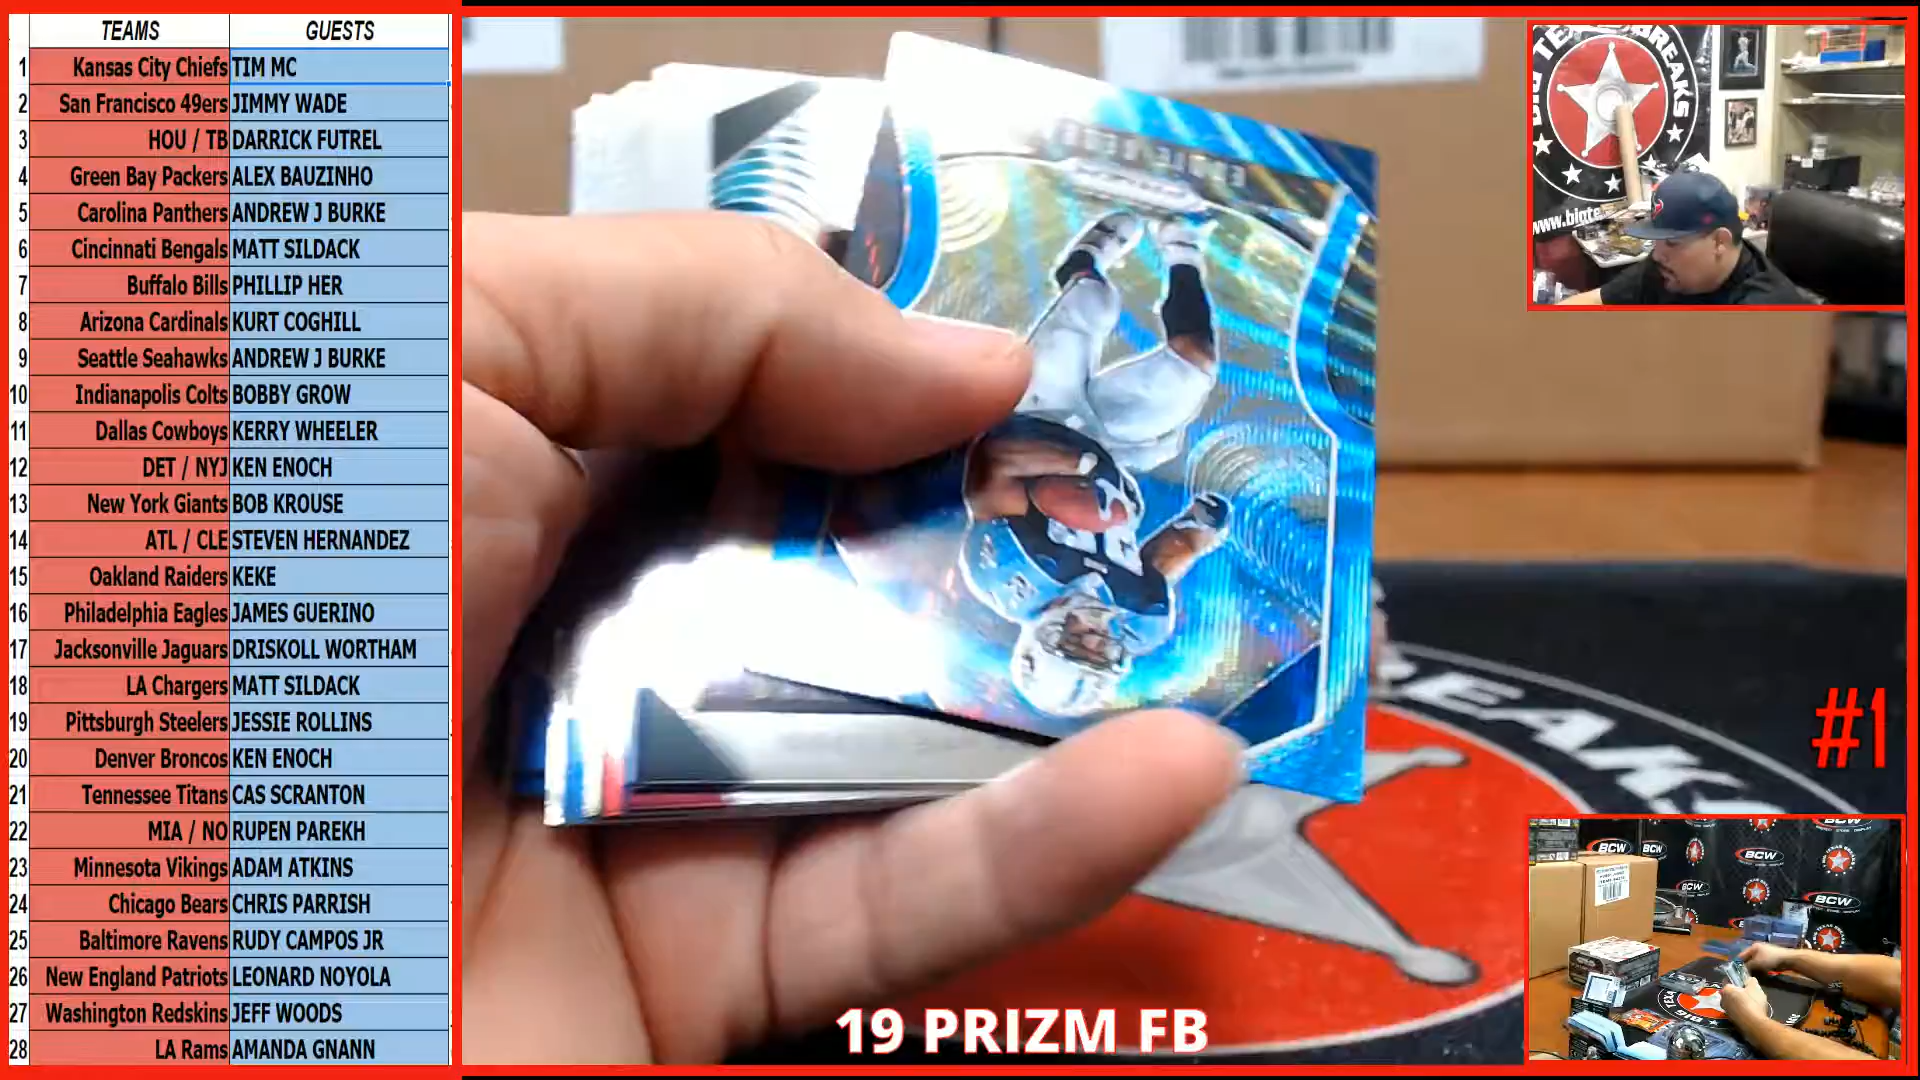 TEAMS GUESTS
1 Kansas City Chiefs TIM MC
2 San Francisco 49ers JIMMY WADE
3 HOU / TB DARRICK FUTREL
4 Green Bay Packers ALEX BAUZINHO
5 Carolina Panthers ANDREW J BURKE
6 Cincinnati Bengals MATT SILDACK
7 Buffalo Bills PHILLIP HER
8 Arizona Cardinals KURT COGHILL
9 Seattle Seahawks ANDREW J BURKE
10 Indianapolis Colts BOBBY GROW
11 Dallas Cowboys KERRY WHEELER
12 DET / NYJ KEN ENOCH
13 New York Giants BOB KROUSE
14 ATL / CLE STEVEN HERNANDEZ
15 Oakland Raiders KEKE
16 Philadelphia Eagles JAMES GUERINO
17 Jacksonville Jaguars DRISKOLL WORTHAM
18 LA Chargers MATT SILDACK
19 Pittsburgh Steelers JESSIE ROLLINS
20 Denver Broncos KEN ENOCH
21 Tennessee Titans CAS SCRANTON
22 MIA / NO RUPEN PAREKH
23 Minnesota Vikings ADAM ATKINS
24 Chicago Bears CHRIS PARRISH
25 Baltimore Ravens RUDY CAMPOS JR
26 New England Patriots LEONARD NOYOLA
27 Washington Redskins JEFF WOODS
28 LA Rams AMANDA GNANN
BREAKS
www.bigte
#1
BCW
BCW
BCW
BCW
BCW
BCW
19 PRIZM FB